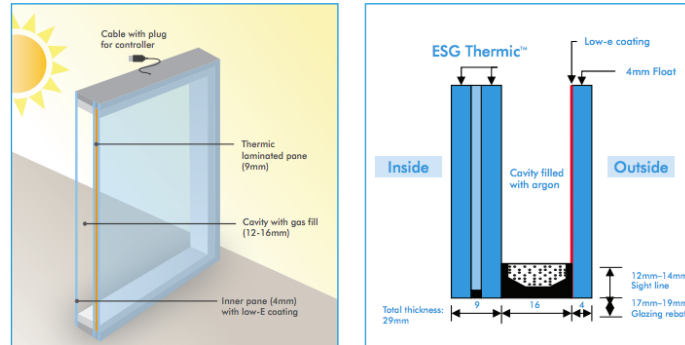 Cable with plug
for controller
Thermic
laminated pane
(9mm)
Cavity with gas fill
(12-16mm)
Inner pane (4mm)
with low-E coating
ESG Thermic™
Low-e coating
4mm Float
Inside
Cavity filled
with argon
Outside
12mm–14mm
Sight line
17mm–19mm
Glazing rebat
Total thickness:
29mm
9
16
4